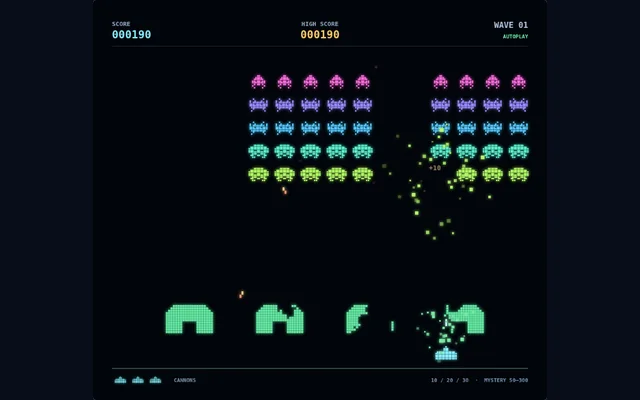 SCORE
000190
HIGH SCORE
000190
WAVE 01
AUTOPLAY
+10
CANNONS
10 / 20 / 30 · MYSTERY 50–300